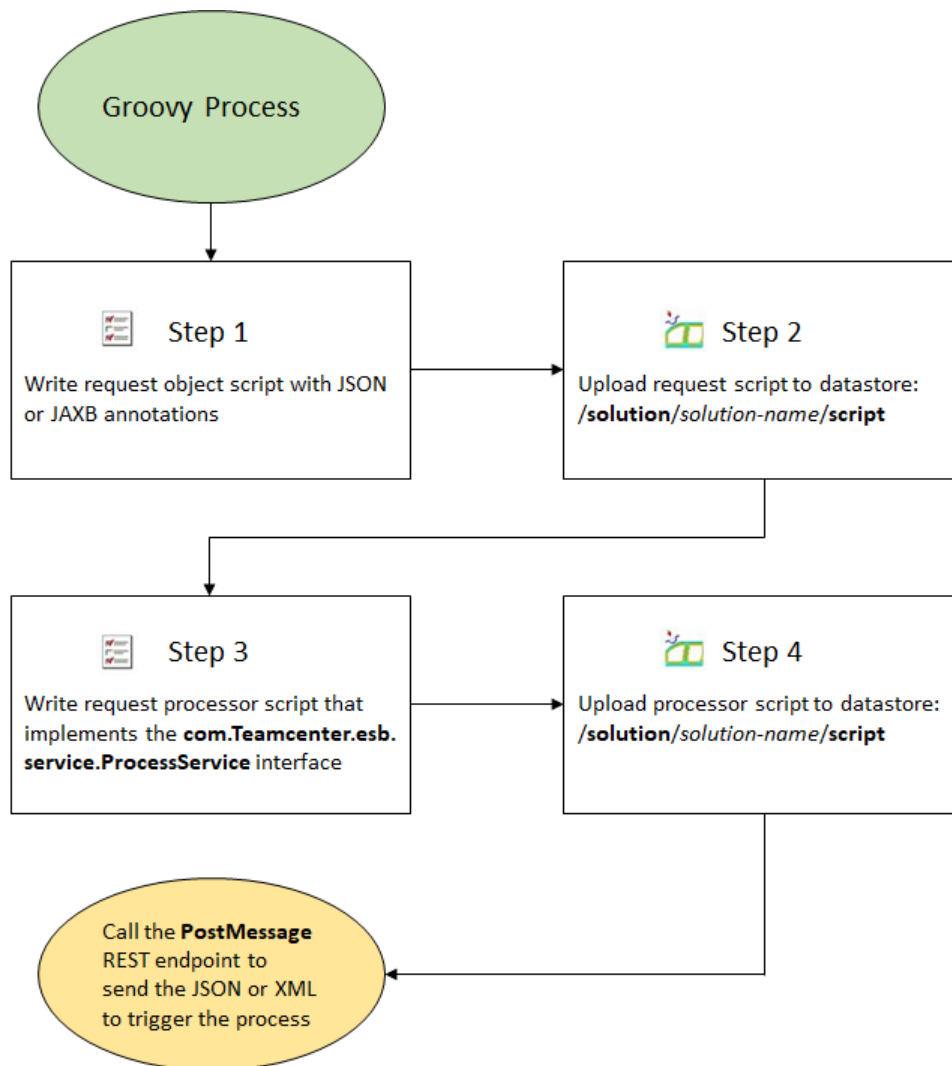 Groovy Process
Step 1
Write request object script with JSON
or JAXB annotations
Step 2
Upload request script to datastore:
/solution/solution-name/script
Step 3
Write request processor script that
implements the com.Teamcenter.esb.
service.ProcessService interface
Step 4
Upload processor script to datastore:
/solution/solution-name/script
Call the PostMessage
REST endpoint to
send the JSON or XML
to trigger the process